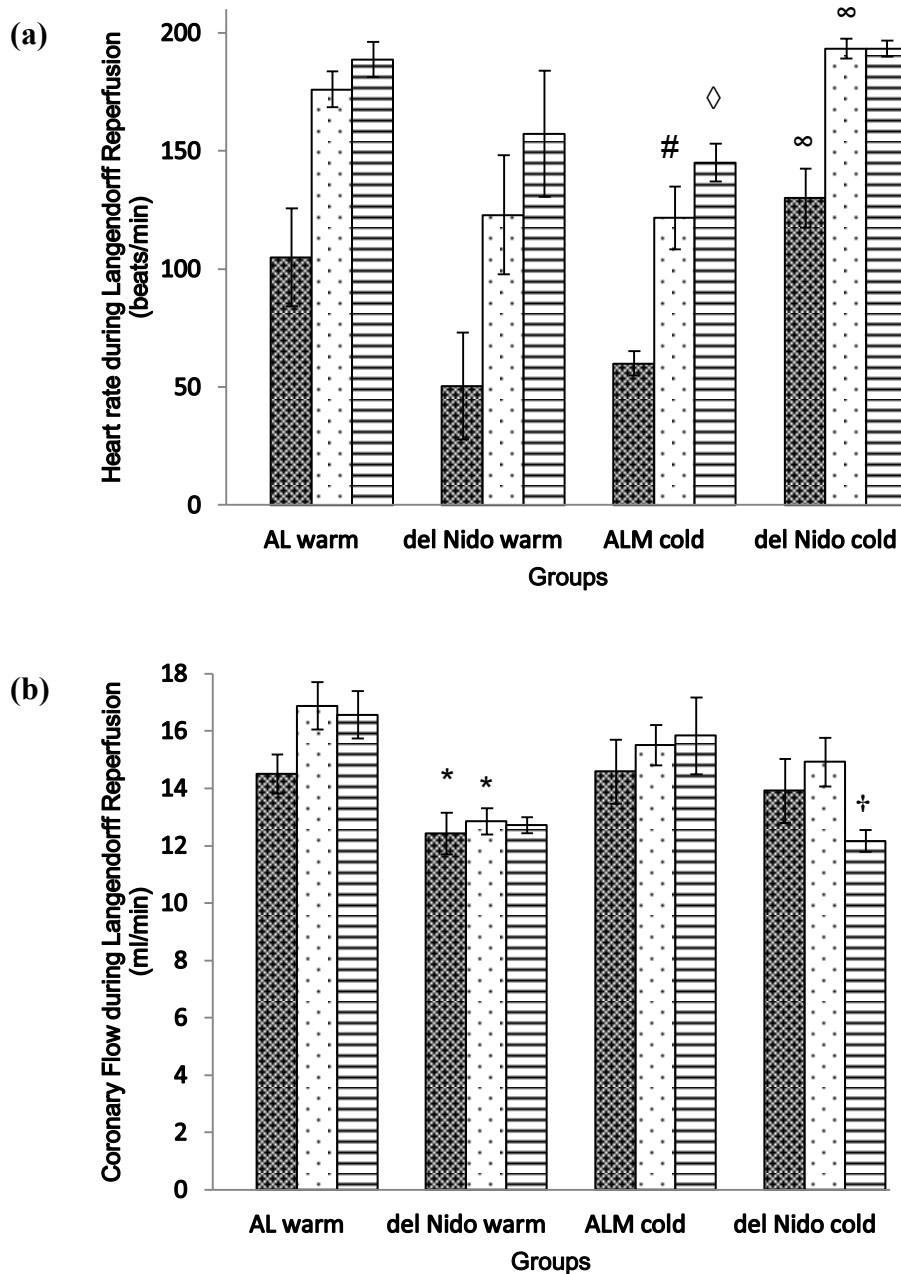 (a)
Heart rate during Langendorff Reperfusion
(beats/min)
200
150
100
50
0
∞
◊
#
∞
AL warm del Nido warm ALM cold del Nido cold
Groups
(b)
Coronary Flow during Langendorff Reperfusion
(ml/min)
18
16
14
12
10
8
6
4
2
0
* * †
AL warm del Nido warm ALM cold del Nido cold
Groups